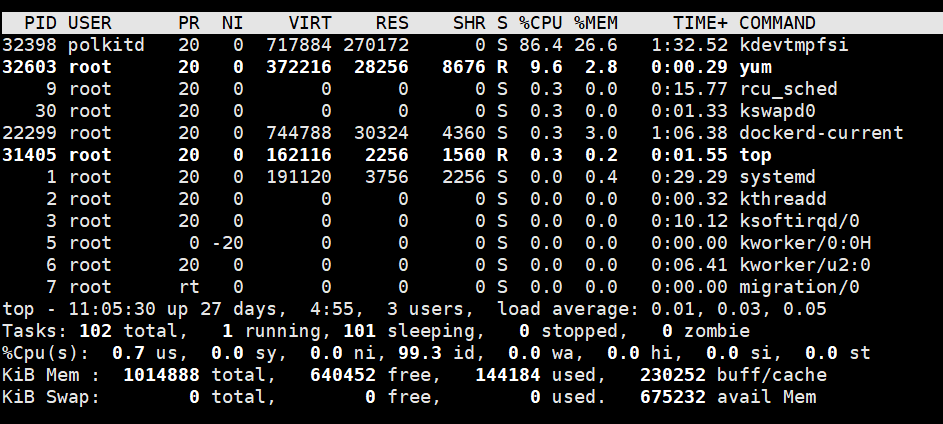 PID USER PR NI VIRT RES SHR S %CPU %MEM TIME+ COMMAND
32398 polkitd 20 0 717884 270172 0 S 86.4 26.6 1:32.52 kdevtmpfsi
32603 root 20 0 372216 28256 8676 R 9.6 2.8 0:00.29 yum
9 root 20 0 0 0 0 S 0.3 0.0 0:15.77 rcu_sched
30 root 20 0 0 0 0 S 0.3 0.0 0:01.33 kswapd0
22299 root 20 0 744788 30324 4360 S 0.3 3.0 1:06.38 dockerd-current
31405 root 20 0 162116 2256 1560 R 0.3 0.2 0:01.55 top
1 root 20 0 191120 3756 2256 S 0.0 0.4 0:29.29 systemd
2 root 20 0 0 0 0 S 0.0 0.0 0:00.32 kthreadd
3 root 20 0 0 0 0 S 0.0 0.0 0:10.12 ksoftirqd/0
5 root 0 -20 0 0 0 S 0.0 0.0 0:00.00 kworker/0:0H
6 root 20 0 0 0 0 S 0.0 0.0 0:06.41 kworker/u2:0
7 root rt 0 0 0 0 S 0.0 0.0 0:00.00 migration/0
top - 11:05:30 up 27 days, 4:55, 3 users, load average: 0.01, 0.03, 0.05
Tasks: 102 total, 1 running, 101 sleeping, 0 stopped, 0 zombie
%Cpu(s): 0.7 us, 0.0 sy, 0.0 ni, 99.3 id, 0.0 wa, 0.0 hi, 0.0 si, 0.0 st
KiB Mem : 1014888 total, 640452 free, 144184 used, 230252 buff/cache
KiB Swap: 0 total, 0 free, 0 used. 675232 avail Mem